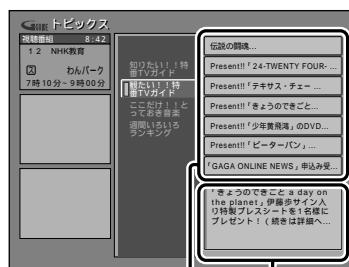 GGUIDE トピックス
視聴番組 8:42
12 NHK教育
又 わんパーク
7時10分~9時00分
知りたい!!特
番TVガイド
観たい!!特
番TVガイド
ここだけ!!と
っておき音楽
週間いろいろ
ランキング
伝説の闘魂...
Present!!「24-TWENTY FOUR-...
Present!!「テキサス・チェー...
Present!!「きょうのできごと...
Present!!「少年黄飛鴻」のDVD...
Present!!「ピーターパン」...
「GAGA ONLINE NEWS」申込み受...
「きょうのできごと a day on
the planet」伊藤歩サイン入
り特製プレスシートを1名様に
プレゼント!(続きは詳細へ...